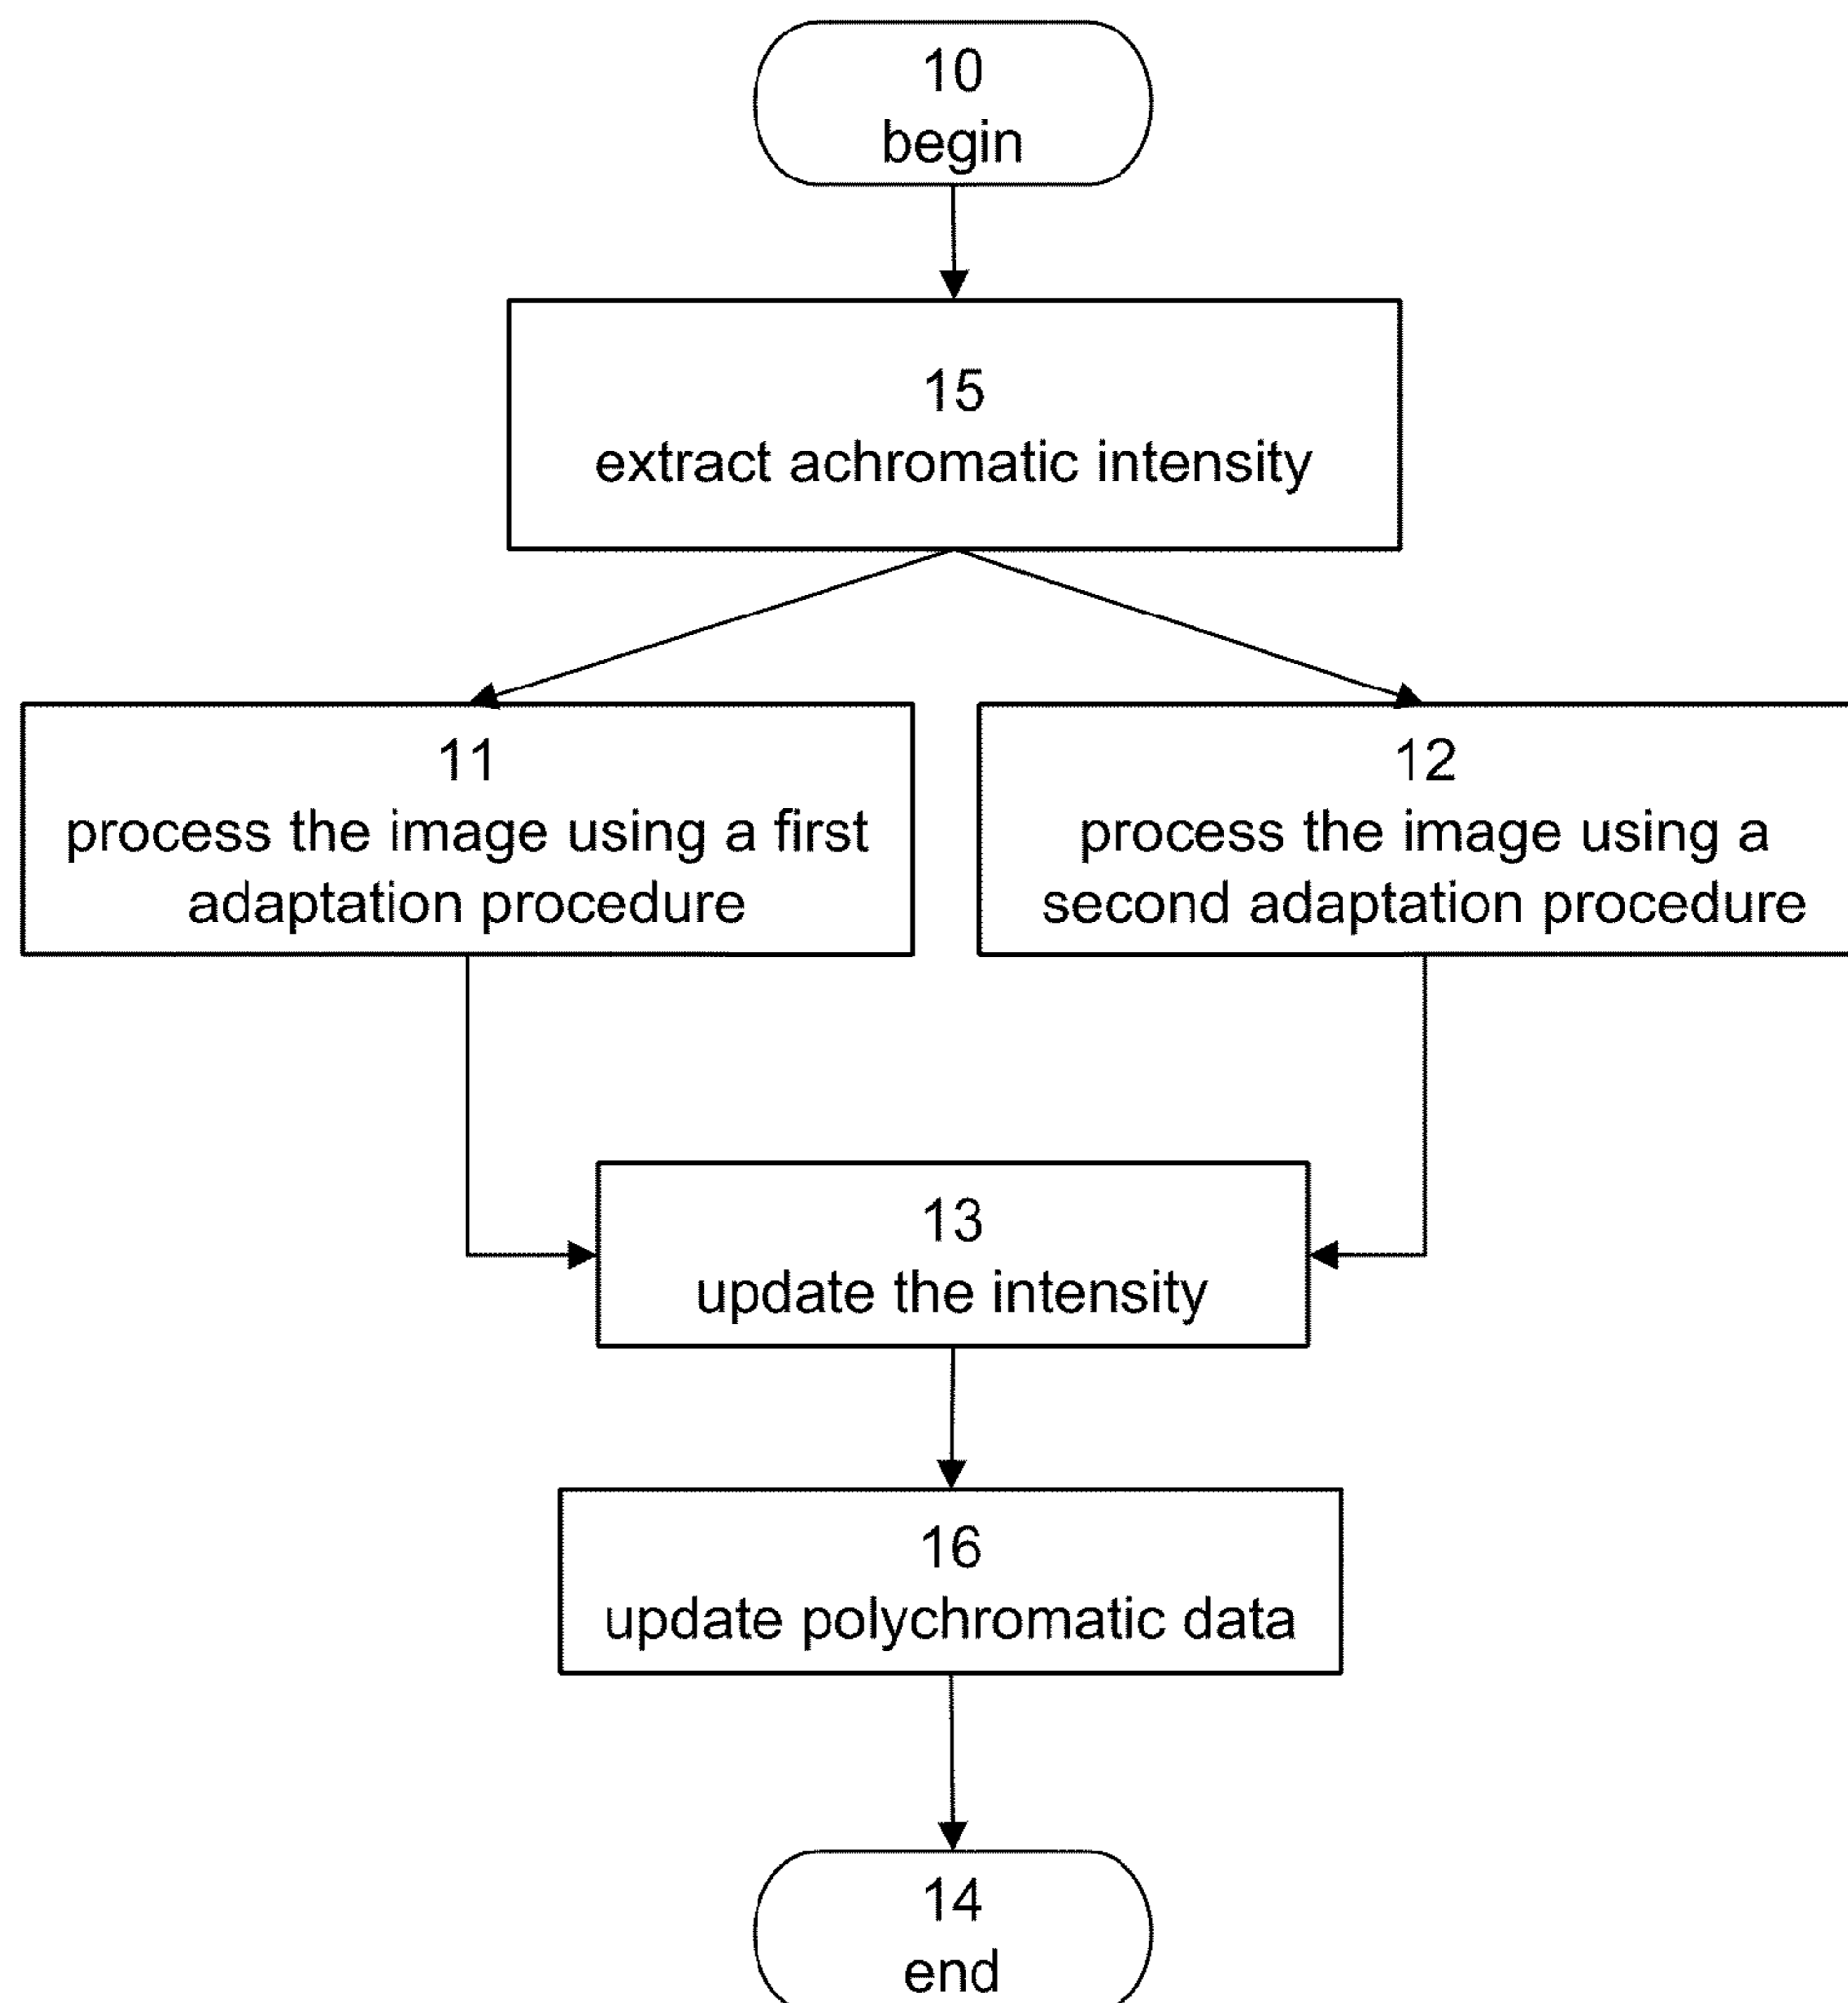 10
begin
15
extract achromatic intensity
11
process the image using a first
adaptation procedure
12
process the image using a
second adaptation procedure
13
update the intensity
16
update polychromatic data
14
end